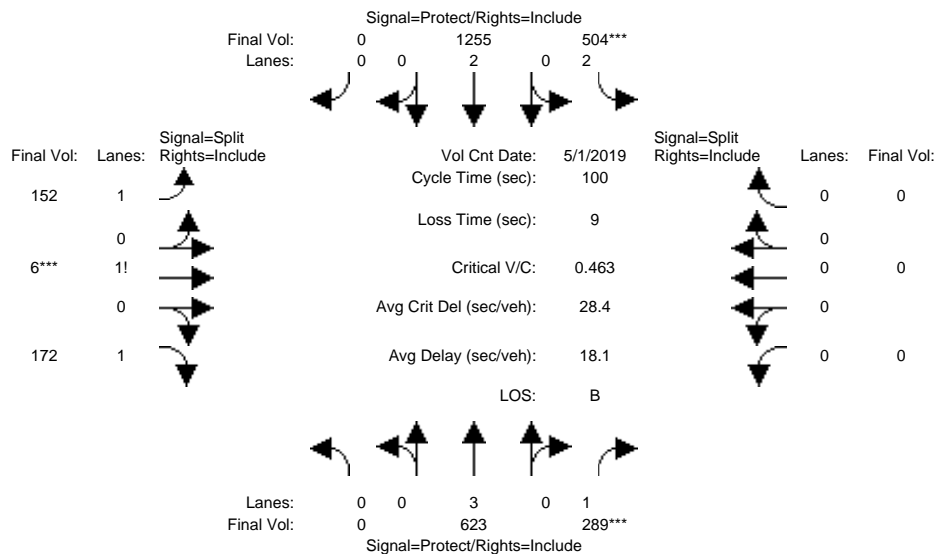 Signal=Protect/Rights=Include
Final Vol: 0 1255 504***
Lanes: 0 0 2 0 2
Signal=Split
Final Vol: Lanes: Rights=Include
Vol Cnt Date: 5/1/2019
Signal=Split
Rights=Include Lanes: Final Vol:
Cycle Time (sec): 100
152 1 0 0
Loss Time (sec): 9
0 0
6*** 1! Critical V/C: 0.463 0 0
0 Avg Crit Del (sec/veh): 28.4 0
172 1 Avg Delay (sec/veh): 18.1 0 0
LOS: B
Lanes: 0 0 3 0 1
Final Vol: 0 623 289***
Signal=Protect/Rights=Include